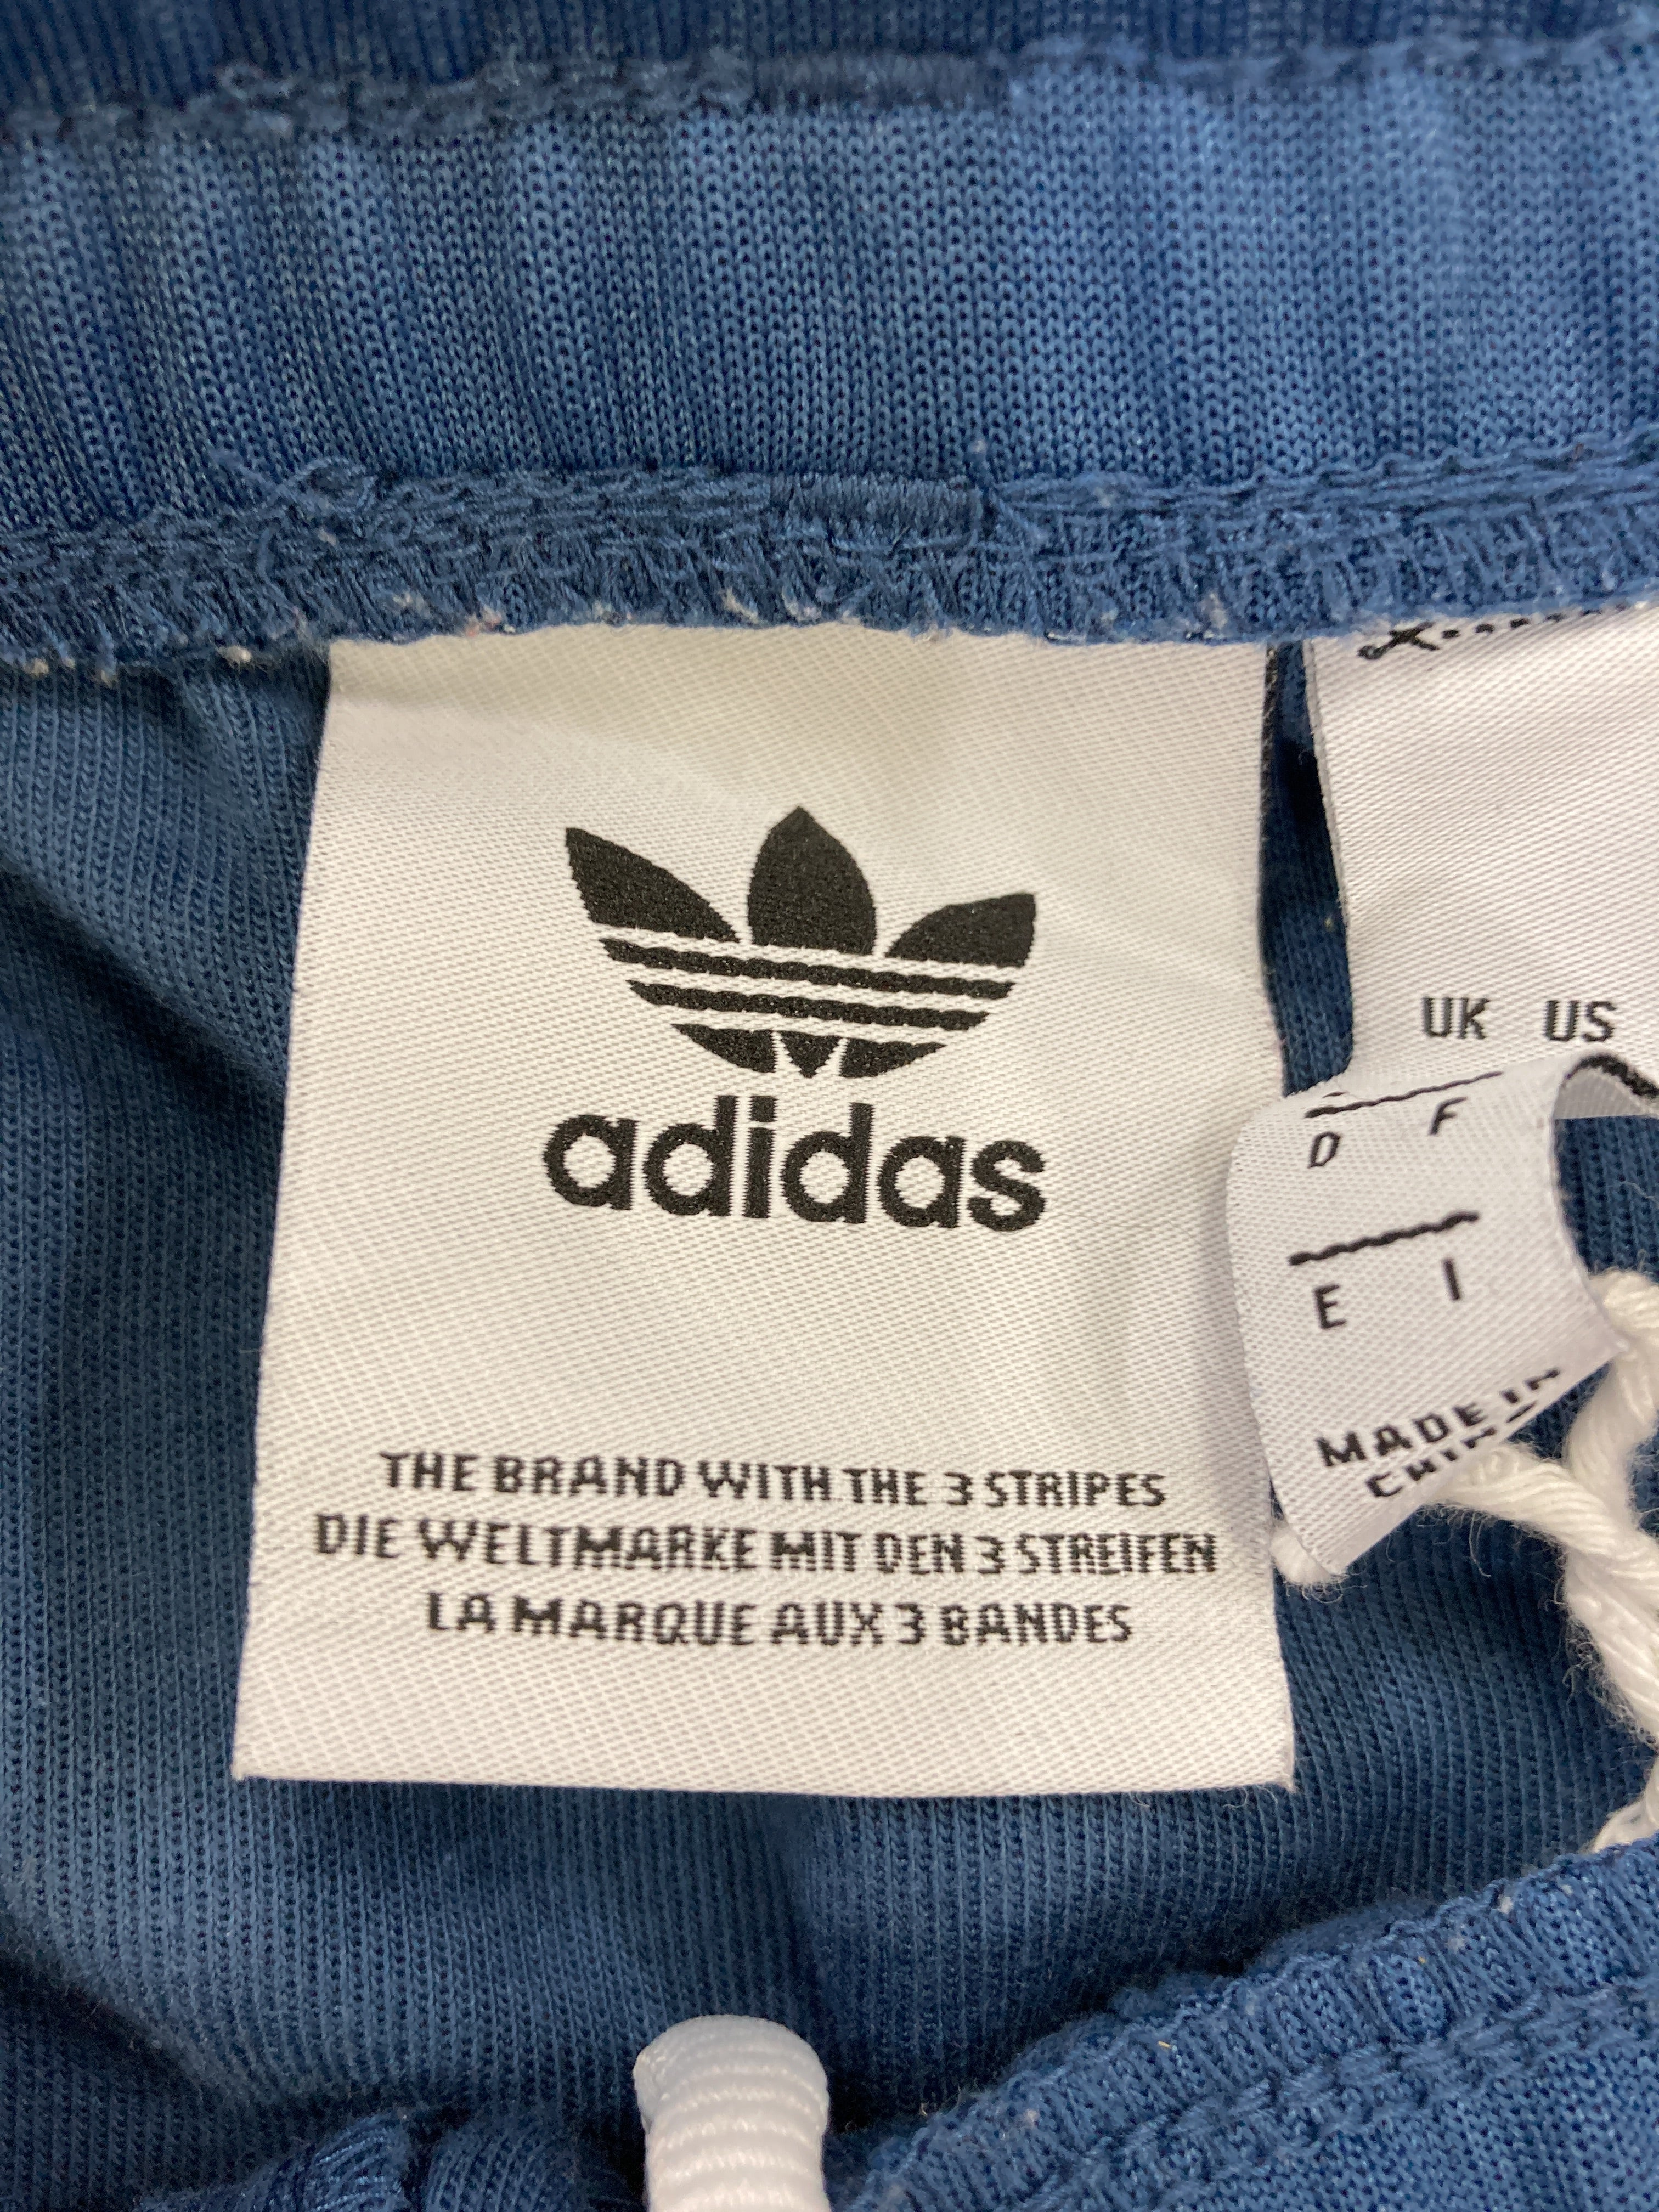 adidas
THE BRAND WITH THE 3 STRIPES
DIE WELTMARKE MIT DEN 3 STREIFEN
LA MARQUE AUX 3 BANDES
UK US
D F
E I
MADE IN